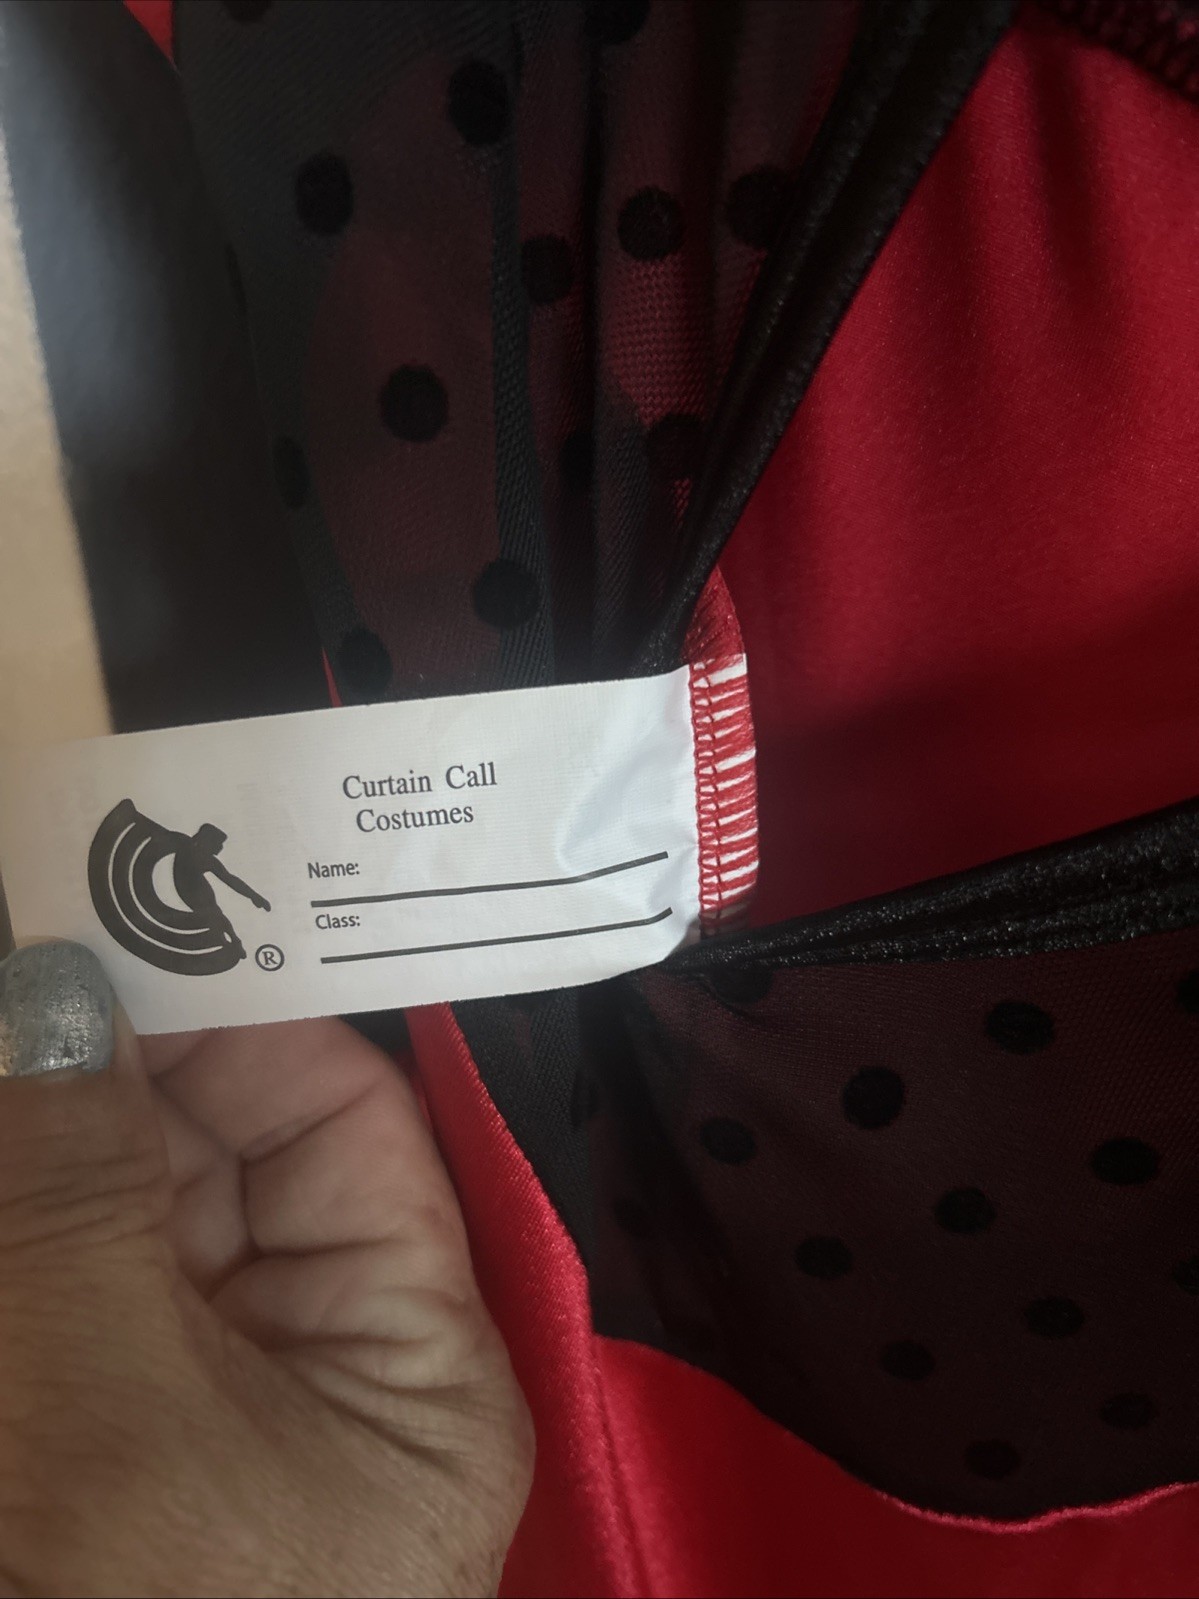 Curtain Call
Costumes
Name:
Class:
®